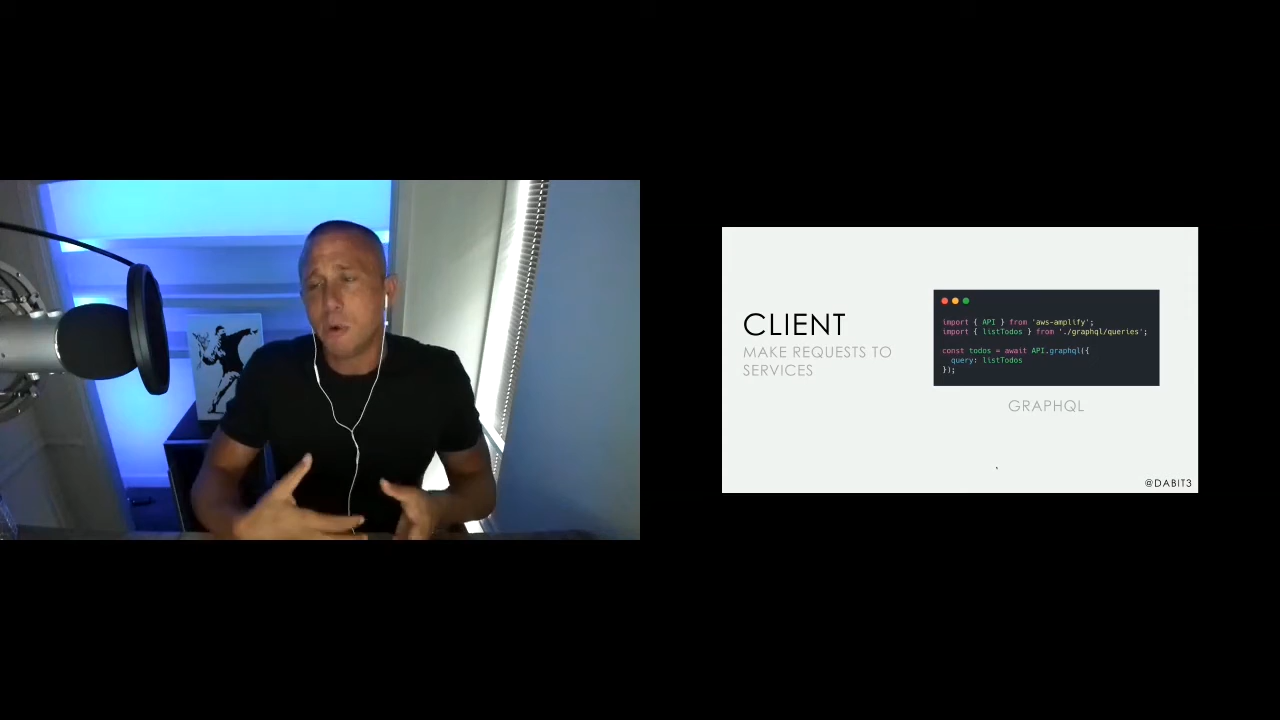 CLIENT
MAKE REQUESTS TO
SERVICES
import { API } from 'aws-amplify';
import { listTodos } from './graphql/queries';
const todos = await API.graphql({
query: listTodos
});
GRAPHQL
@DABIT3